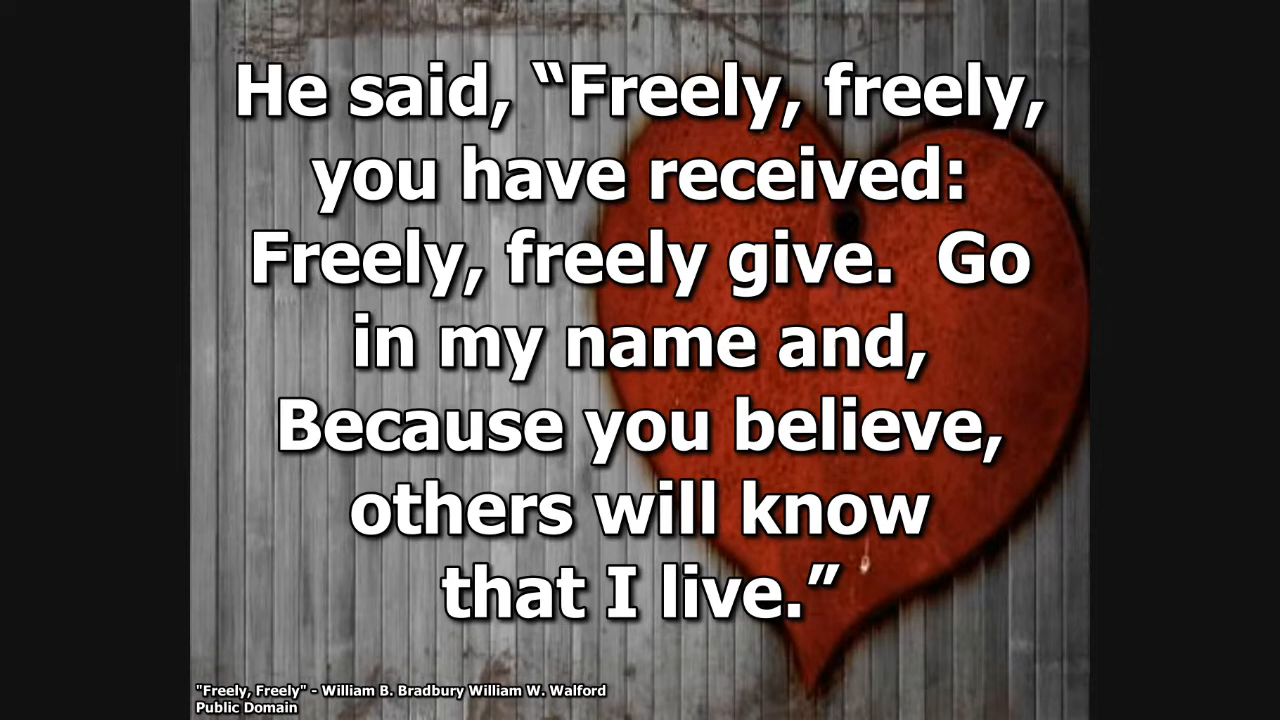 He said, “Freely, freely,
you have received:
Freely, freely give.  Go
in my name and,
Because you believe,
others will know
that I live.”
"Freely, Freely" - William B. Bradbury William W. Walford
Public Domain